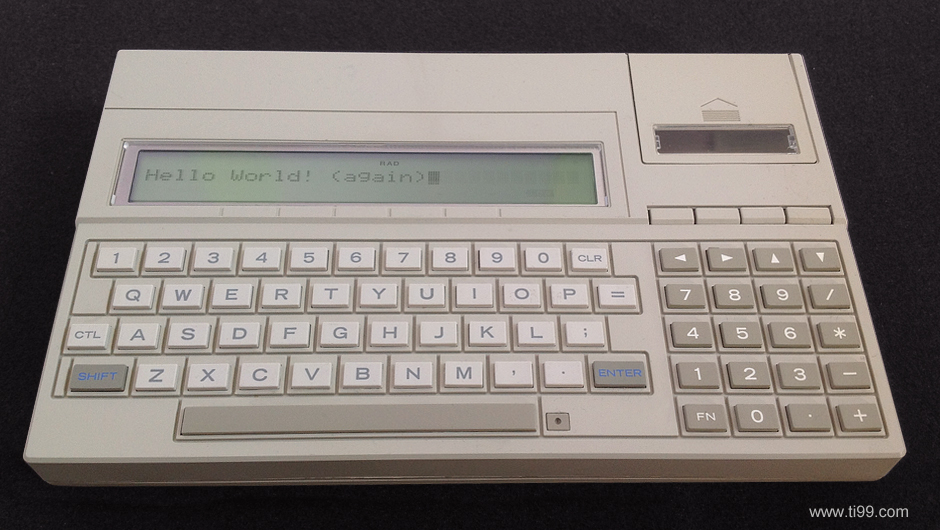 RAD
Hello World! (again)
1 2 3 4 5 6 7 8 9 0 CLR
Q W E R T Y U I O P =
CTL A S D F G H J K L ;
SHIFT Z X C V B N M , . ENTER
7 8 9 /
4 5 6 *
1 2 3 −
FN 0 . +
www.ti99.com